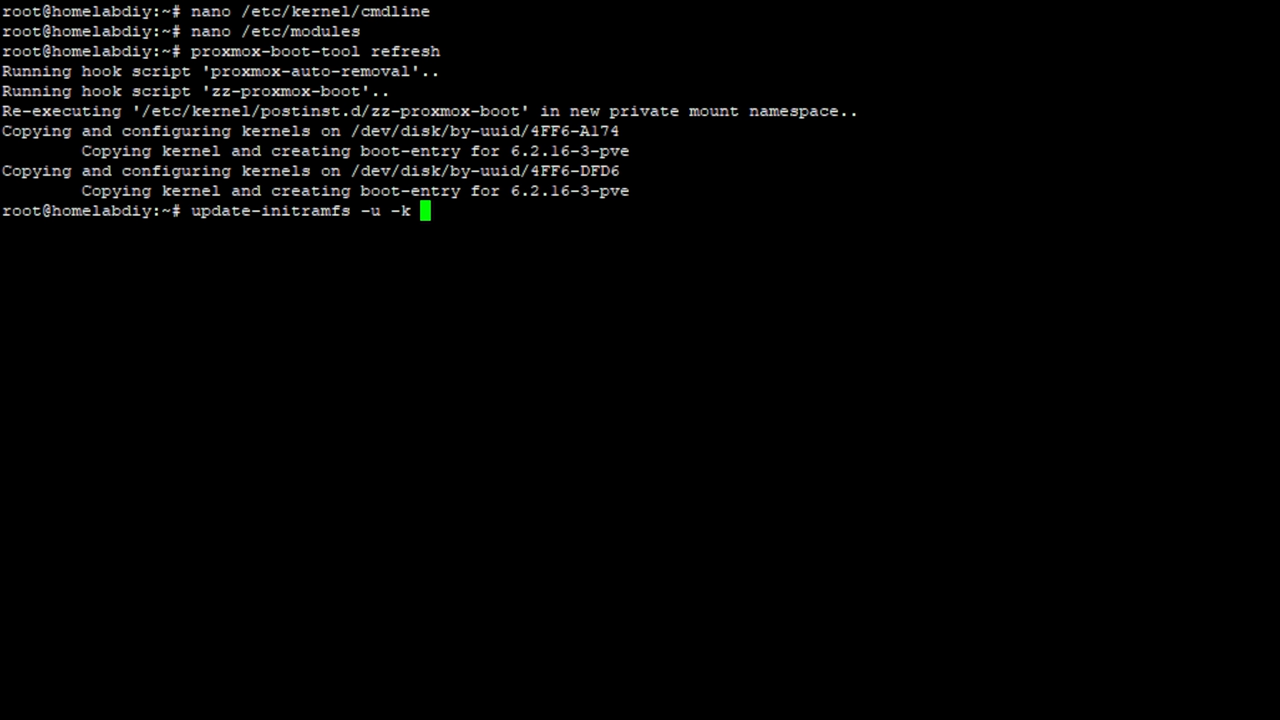 root@homelabdiy:~# nano /etc/kernel/cmdline
root@homelabdiy:~# nano /etc/modules
root@homelabdiy:~# proxmox-boot-tool refresh
Running hook script 'proxmox-auto-removal'..
Running hook script 'zz-proxmox-boot'..
Re-executing '/etc/kernel/postinst.d/zz-proxmox-boot' in new private mount namespace..
Copying and configuring kernels on /dev/disk/by-uuid/4FF6-A174
        Copying kernel and creating boot-entry for 6.2.16-3-pve
Copying and configuring kernels on /dev/disk/by-uuid/4FF6-DFD6
        Copying kernel and creating boot-entry for 6.2.16-3-pve
root@homelabdiy:~# update-initramfs -u -k